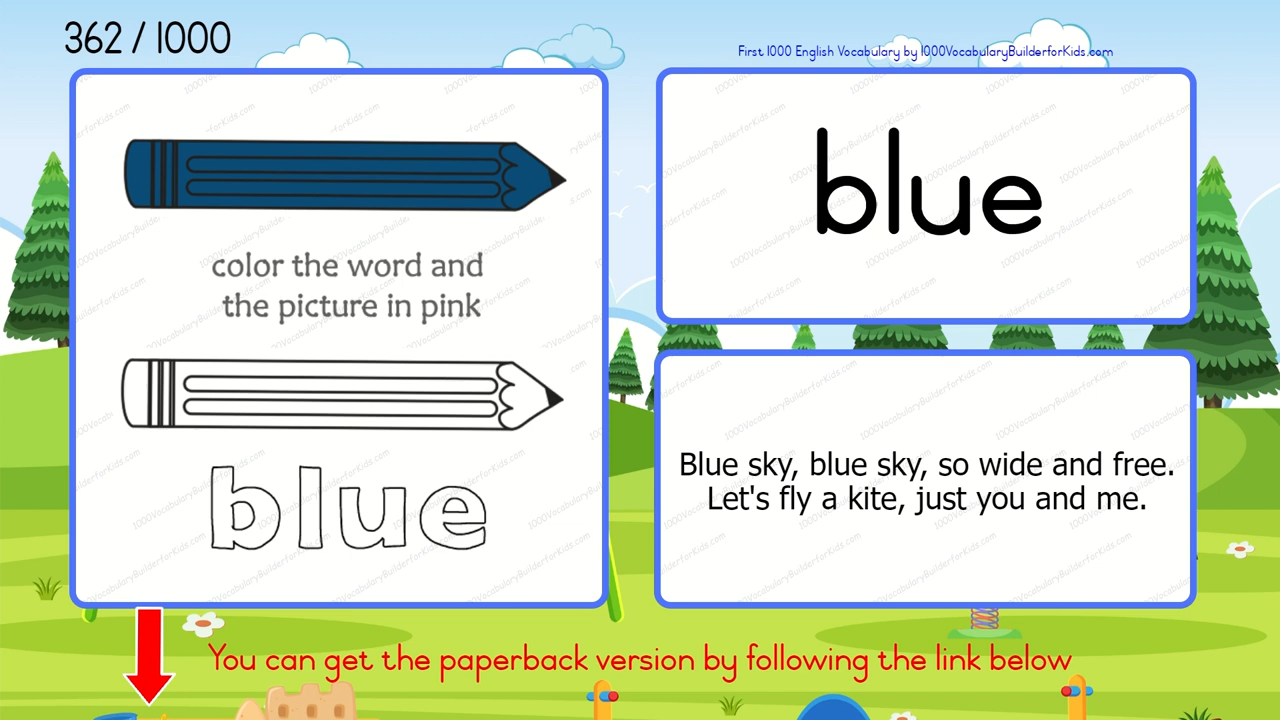 362 / 1000
First 1000 English Vocabulary by 1000VocabularyBuilderforKids.com
color the word and
the picture in pink
blue
blue
Blue sky, blue sky, so wide and free.
Let's fly a kite, just you and me.
You can get the paperback version by following the link below